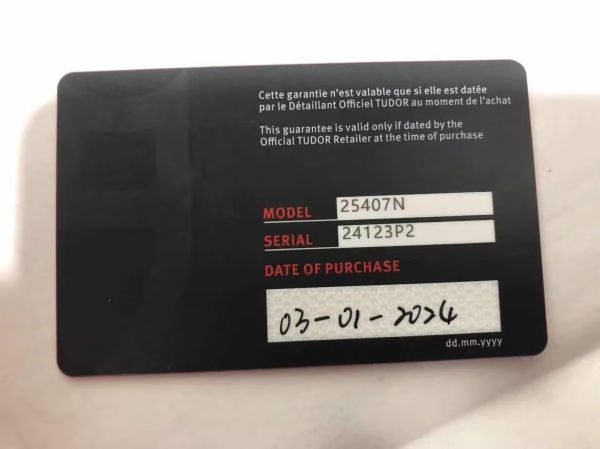 Cette garantie n'est valable que si elle est datée
par le Détaillant Officiel TUDOR au moment de l'achat
This guarantee is valid only if dated by the
Official TUDOR Retailer at the time of purchase
MODEL 25407N
SERIAL 24123P2
DATE OF PURCHASE
03-01-2024
dd.mm.yyyy